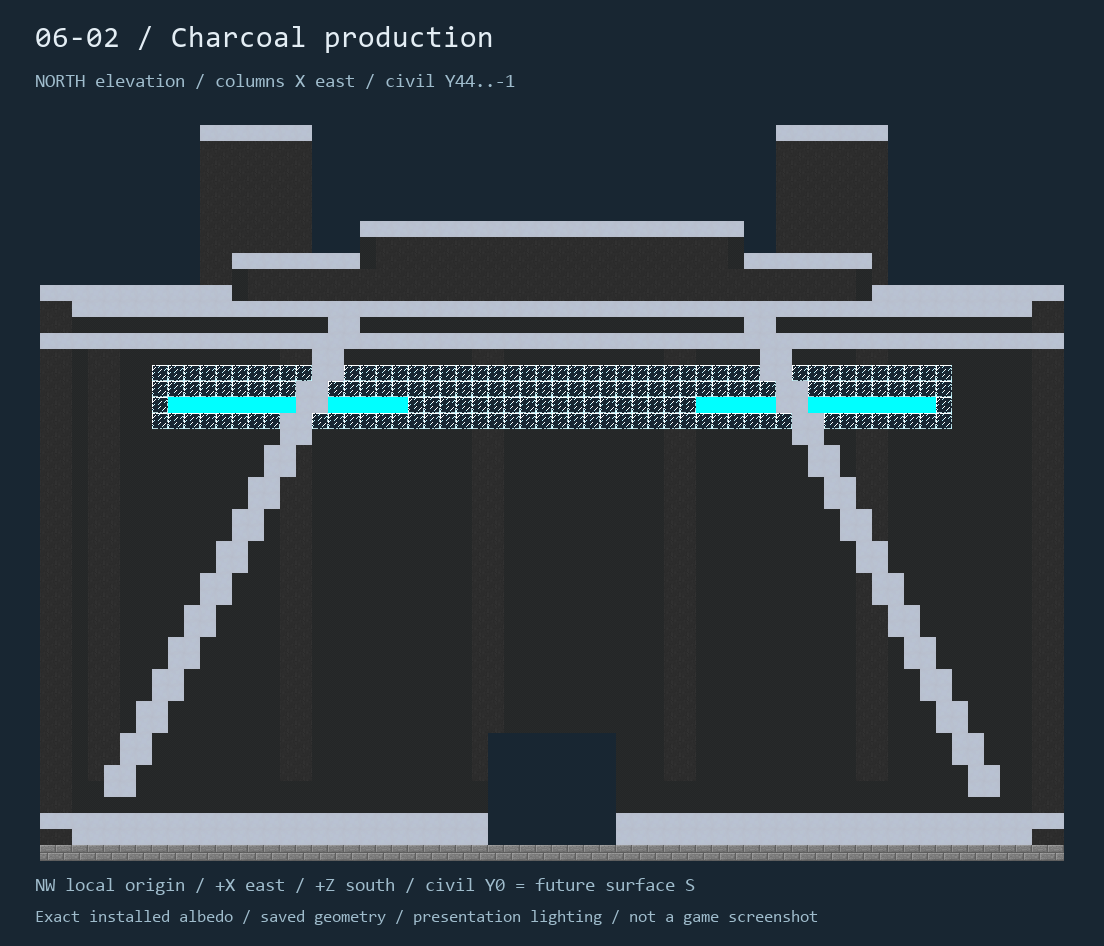 06-02 / Charcoal production
NORTH elevation / columns X east / civil Y44..-1
NW local origin / +X east / +Z south / civil Y0 = future surface S
Exact installed albedo / saved geometry / presentation lighting / not a game screenshot